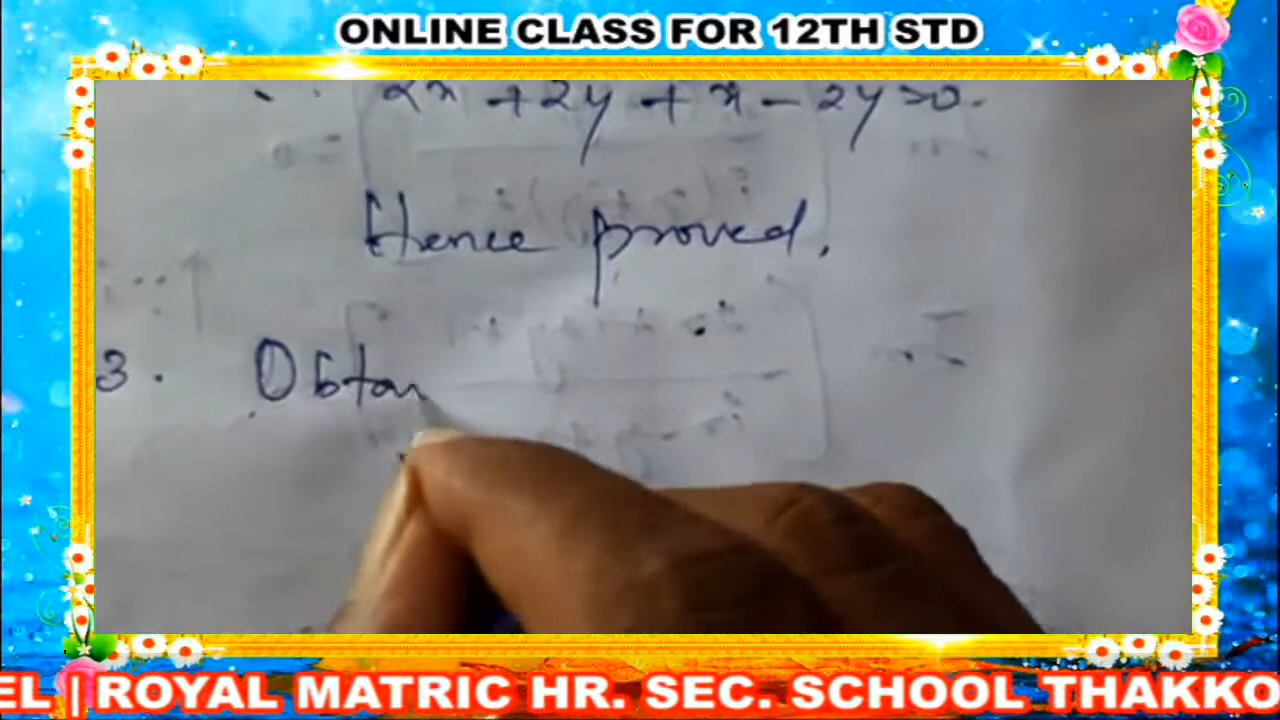 ONLINE CLASS FOR 12TH STD
2x + 2y + x - 2y = 0.
Hence proved.
3. Obtan
EL | ROYAL MATRIC HR. SEC. SCHOOL THAKKO